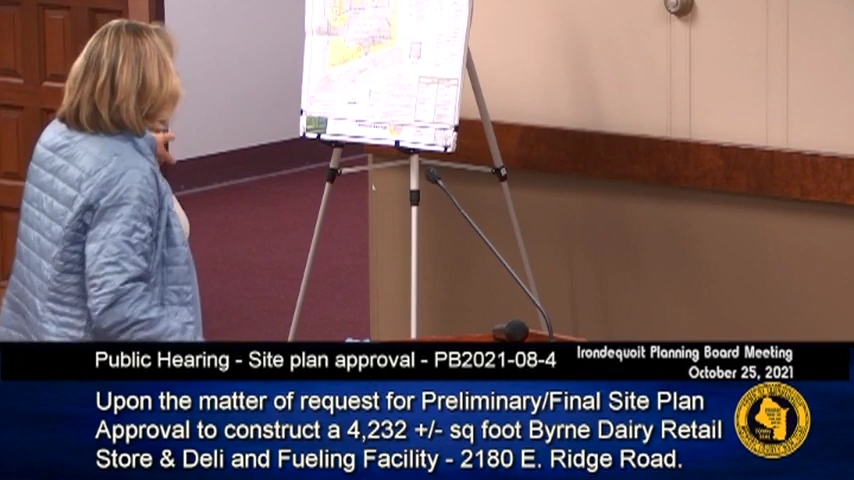 Public Hearing - Site plan approval - PB2021-08-4
Irondequoit Planning Board Meeting
October 25, 2021
Upon the matter of request for Preliminary/Final Site Plan
Approval to construct a 4,232 +/- sq foot Byrne Dairy Retail
Store & Deli and Fueling Facility - 2180 E. Ridge Road.